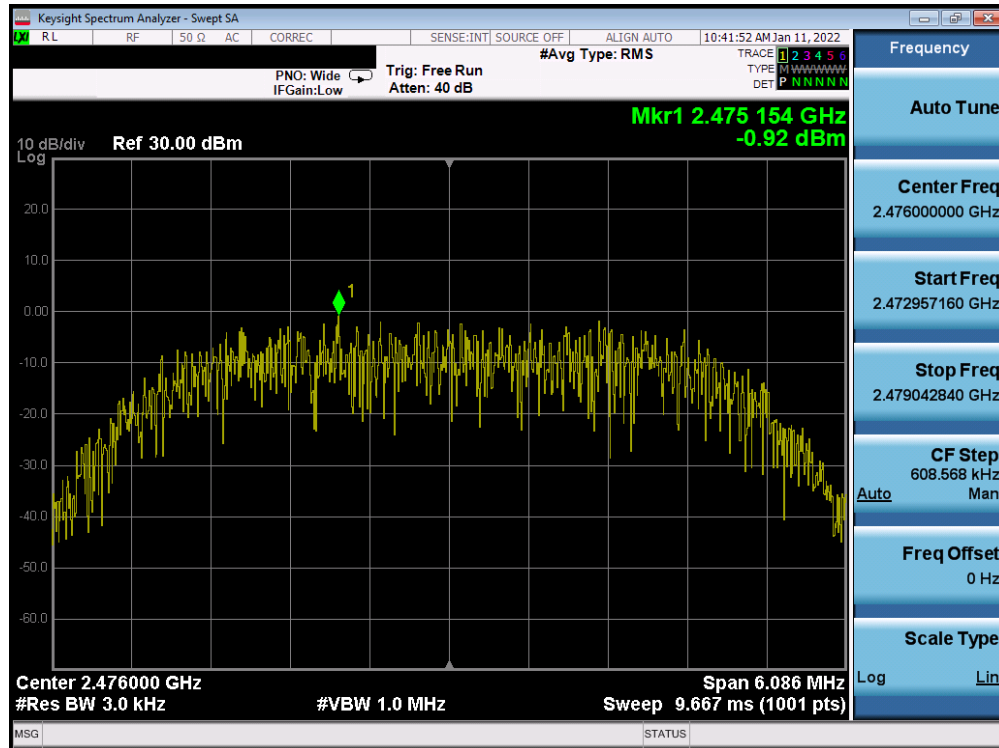 Keysight Spectrum Analyzer - Swept SA
LXI RL RF 50 Ω AC CORREC SENSE:INT SOURCE OFF ALIGN AUTO 10:41:52 AM Jan 11, 2022
#Avg Type: RMS
TRACE 1 2 3 4 5 6
TYPE M W W W W W
DET P N N N N N
PNO: Wide
IFGain:Low
Trig: Free Run
Atten: 40 dB
Mkr1 2.475 154 GHz
-0.92 dBm
10 dB/div
Log
Ref 30.00 dBm
20.0
10.0
0.00
-10.0
-20.0
-30.0
-40.0
-50.0
-60.0
1
Center 2.476000 GHz
Span 6.086 MHz
#Res BW 3.0 kHz
#VBW 1.0 MHz
Sweep 9.667 ms (1001 pts)
MSG
STATUS
Frequency
Auto Tune
Center Freq
2.476000000 GHz
Start Freq
2.472957160 GHz
Stop Freq
2.479042840 GHz
CF Step
608.568 kHz
Auto Man
Freq Offset
0 Hz
Scale Type
Log Lin